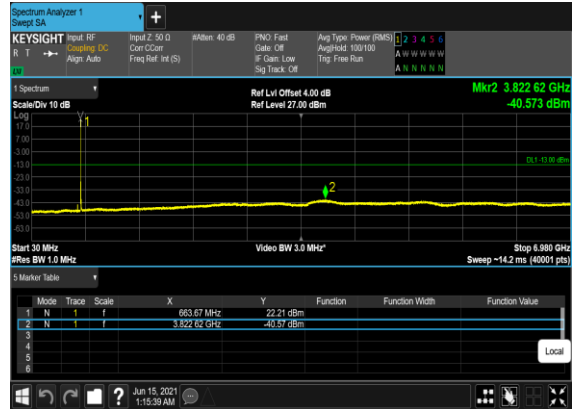 Spectrum Analyzer 1
Swept SA
+
KEYSIGHT Input: RF Input Z: 50 Ω #Atten: 40 dB PNO: Fast Avg Type: Power (RMS) 1 2 3 4 5 6
R T Coupling: DC Corr CCorr Gate: Off Avg|Hold: 100/100 A W W W W W
Align: Auto Freq Ref: Int (S) IF Gain: Low Trig: Free Run
Sig Track: Off A N N N N N
1 Spectrum Ref Lvl Offset 4.00 dB Mkr2 3.822 62 GHz
Scale/Div 10 dB Ref Level 27.00 dBm -40.573 dBm
Log
17.0
7.00
-3.00
-13.0
-23.0
-33.0
-43.0
-53.0
-63.0
1
DL1 -13.00 dBm
2
Start 30 MHz Video BW 3.0 MHz* Stop 6.980 GHz
#Res BW 1.0 MHz Sweep ~14.2 ms (40001 pts)
5 Marker Table
Mode Trace Scale X Y Function Function Width Function Value
1 N 1 f 663.67 MHz 22.21 dBm
2 N 1 f 3.822 62 GHz -40.57 dBm
3
4
5
6
Local
? Jun 15, 2021
1:15:39 AM